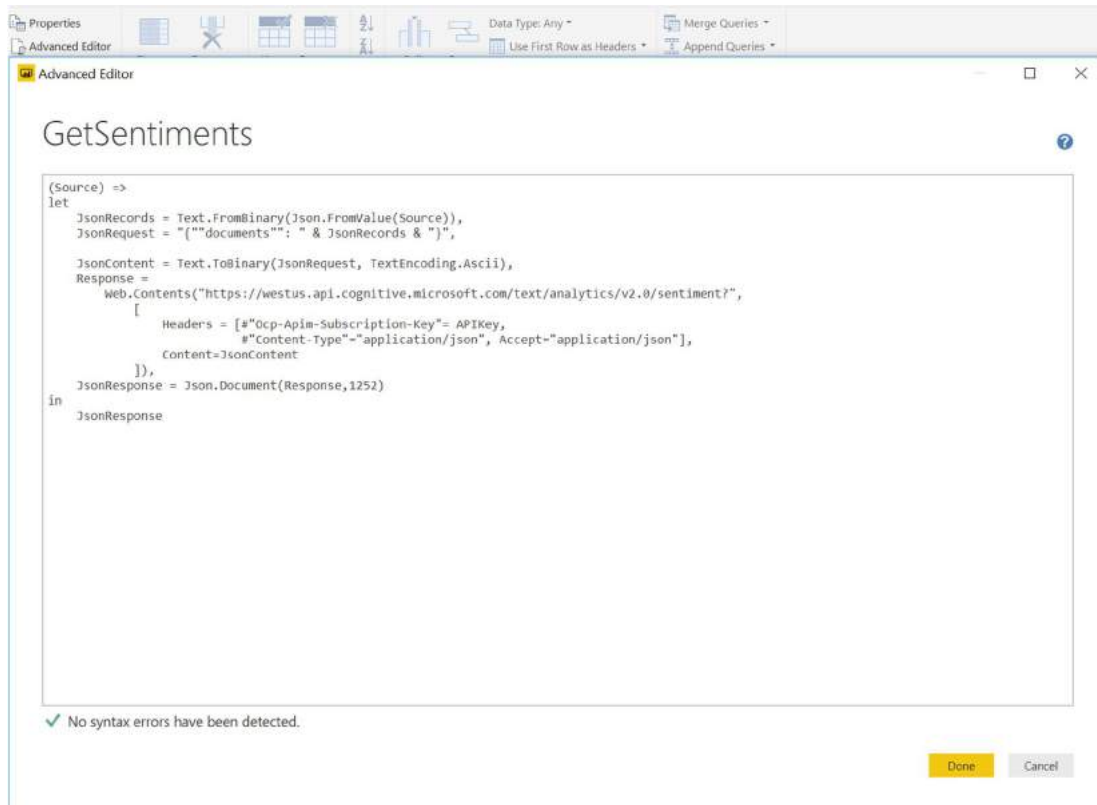 Properties
Advanced Editor
Data Type: Any
Use First Row as Headers
Merge Queries
Append Queries
Advanced Editor
GetSentiments
?
(Source) =>
let
    JsonRecords = Text.FromBinary(Json.FromValue(Source)),
    JsonRequest = "{""documents"": " & JsonRecords & "}",
    JsonContent = Text.ToBinary(JsonRequest, TextEncoding.Ascii),
    Response =
        Web.Contents("https://westus.api.cognitive.microsoft.com/text/analytics/v2.0/sentiment?",
            [
                Headers = [#"Ocp-Apim-Subscription-Key"= APIKey,
                           #"Content-Type"="application/json", Accept="application/json"],
                Content=JsonContent
            ]),
    JsonResponse = Json.Document(Response,1252)
in
    JsonResponse
No syntax errors have been detected.
Done
Cancel